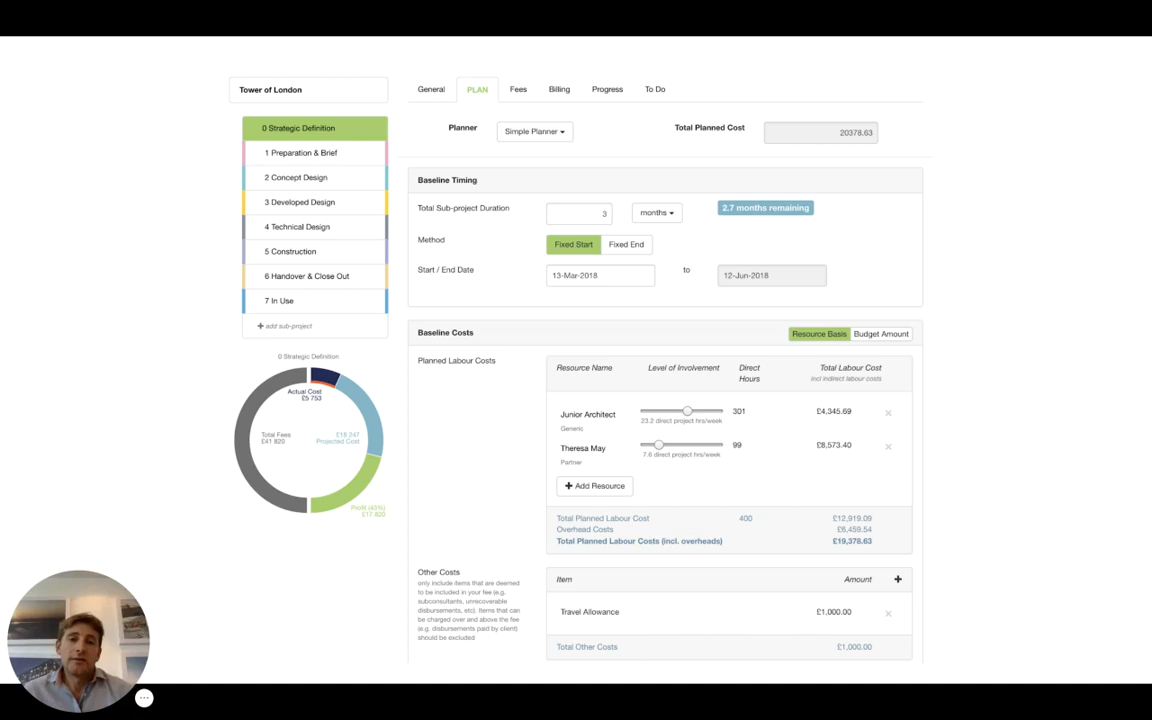 Tower of London
General PLAN Fees Billing Progress To Do
0 Strategic Definition
1 Preparation & Brief
2 Concept Design
3 Developed Design
4 Technical Design
5 Construction
6 Handover & Close Out
7 In Use
+ add sub-project
0 Strategic Definition
Actual Cost
£5 753
Total Fees
£41 820
£18 247
Projected Cost
Profit (43%)
£17 820
Planner Simple Planner Total Planned Cost 20378.63
Baseline Timing
Total Sub-project Duration 3 months 2.7 months remaining
Method Fixed Start Fixed End
Start / End Date 13-Mar-2018 to 12-Jun-2018
Baseline Costs Resource Basis Budget Amount
Planned Labour Costs
Resource Name Level of Involvement Direct Hours Total Labour Cost
incl indirect labour costs
Junior Architect 301 £4,345.69 ×
Generic 23.2 direct project hrs/week
Theresa May 99 £8,573.40 ×
Partner 7.6 direct project hrs/week
+ Add Resource
Total Planned Labour Cost 400 £12,919.09
Overhead Costs £6,459.54
Total Planned Labour Costs (incl. overheads) £19,378.63
Other Costs
only include items that are deemed
to be included in your fee (e.g.
subconsultants, unrecoverable
disbursements, etc). Items that can
be charged over and above the fee
(e.g. disbursements paid by client)
should be excluded
Item Amount +
Travel Allowance £1,000.00 ×
Total Other Costs £1,000.00